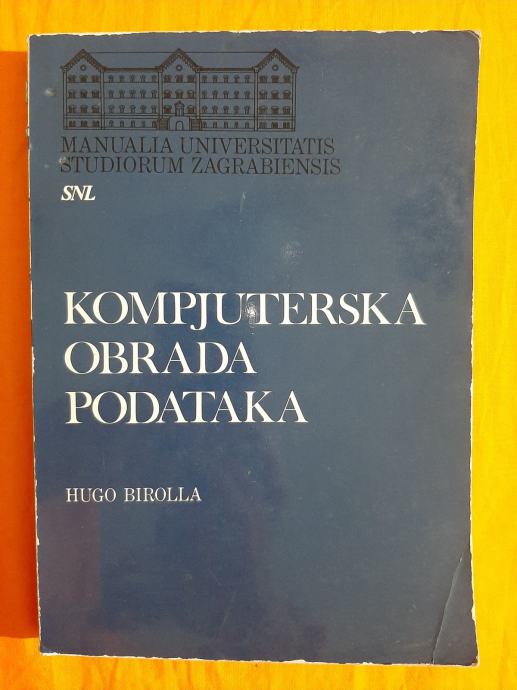 MANUALIA UNIVERSITATIS
STUDIORUM ZAGRABIENSIS
SNL
KOMPJUTERSKA
OBRADA
PODATAKA
HUGO BIROLLA